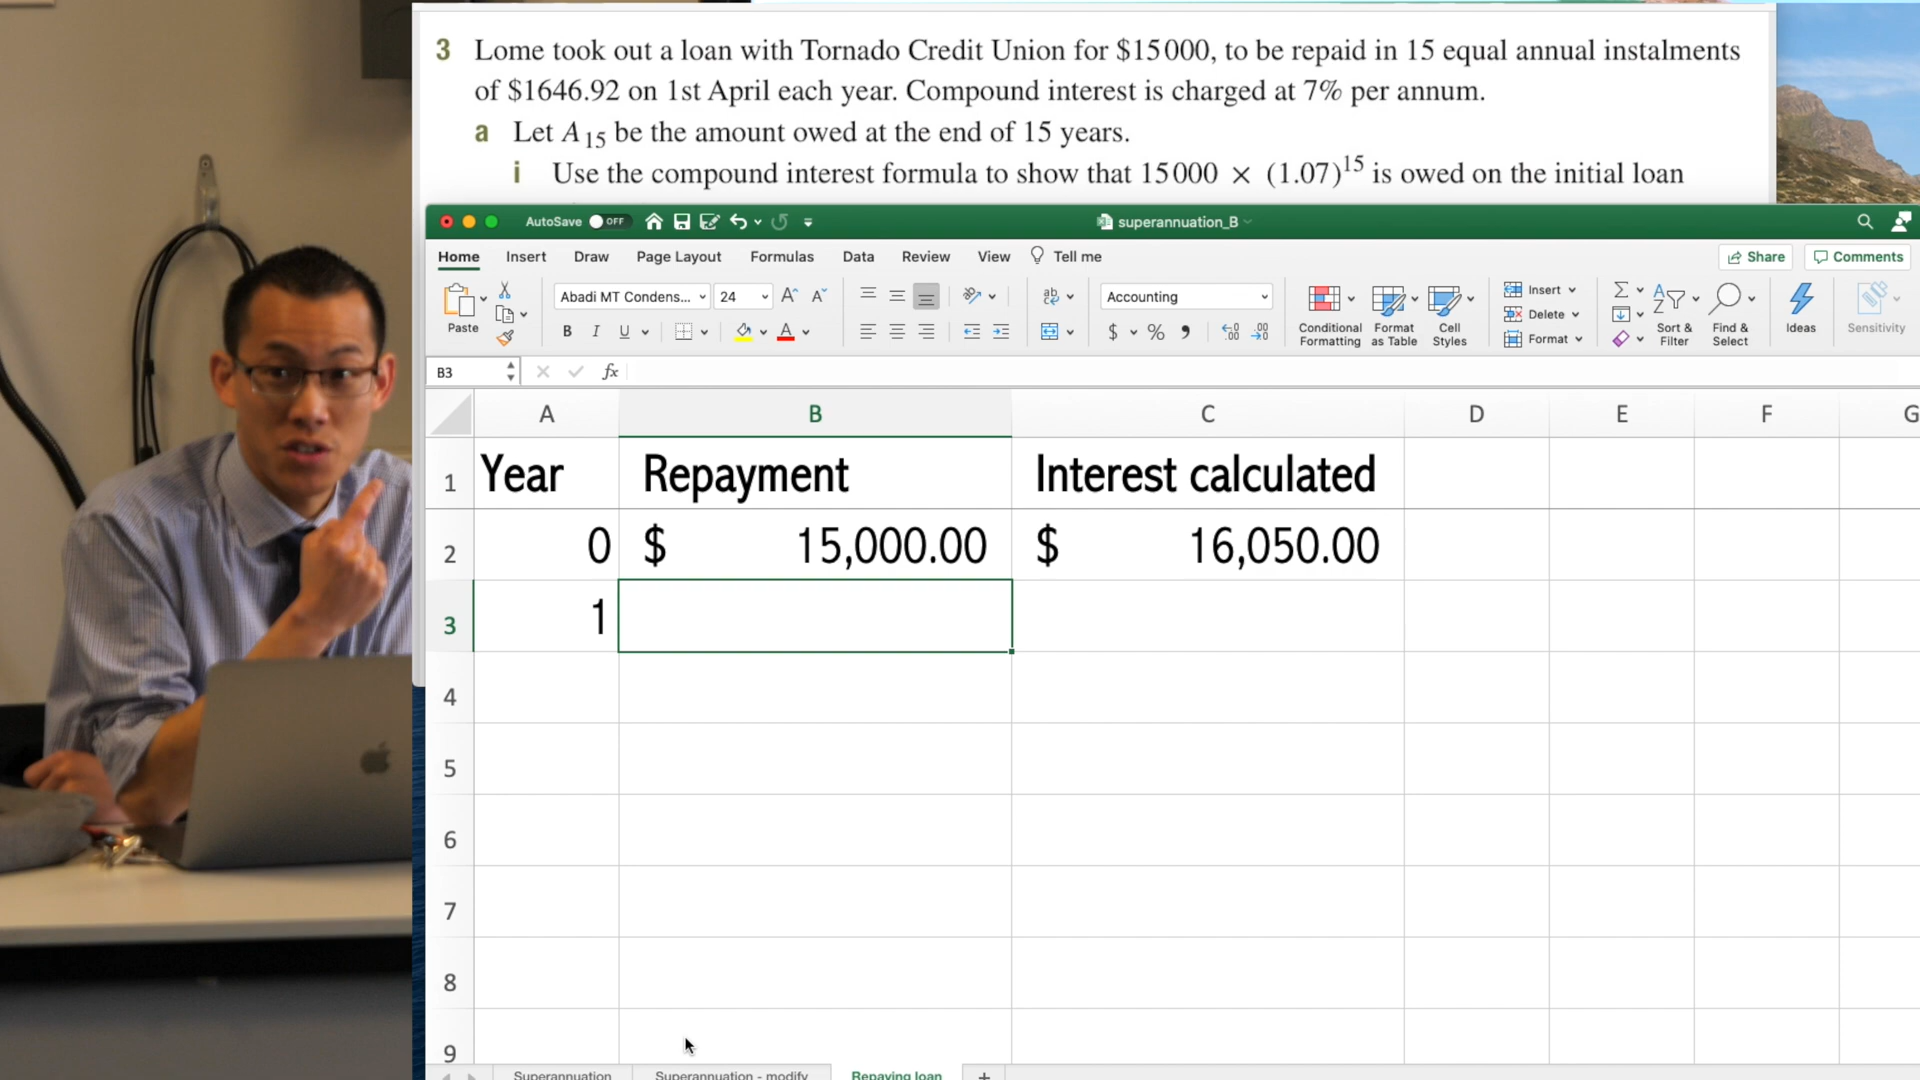 3 Lome took out a loan with Tornado Credit Union for $15 000, to be repaid in 15 equal annual instalments
of $1646.92 on 1st April each year. Compound interest is charged at 7% per annum.
a Let A15 be the amount owed at the end of 15 years.
i Use the compound interest formula to show that 15 000 × (1.07)^15 is owed on the initial loan
AutoSave OFF superannuation_B
Home Insert Draw Page Layout Formulas Data Review View Tell me Share Comments
Paste Abadi MT Condens... 24 Accounting Conditional Formatting Format as Table Cell Styles Insert Delete Format Sort & Filter Find & Select Ideas Sensitivity
B I U $ %
B3 fx
A B C D E F G
1 Year Repayment Interest calculated
2 0 $ 15,000.00 $ 16,050.00
3 1
4
5
6
7
8
9
Superannuation Superannuation - modify Repaying loan +